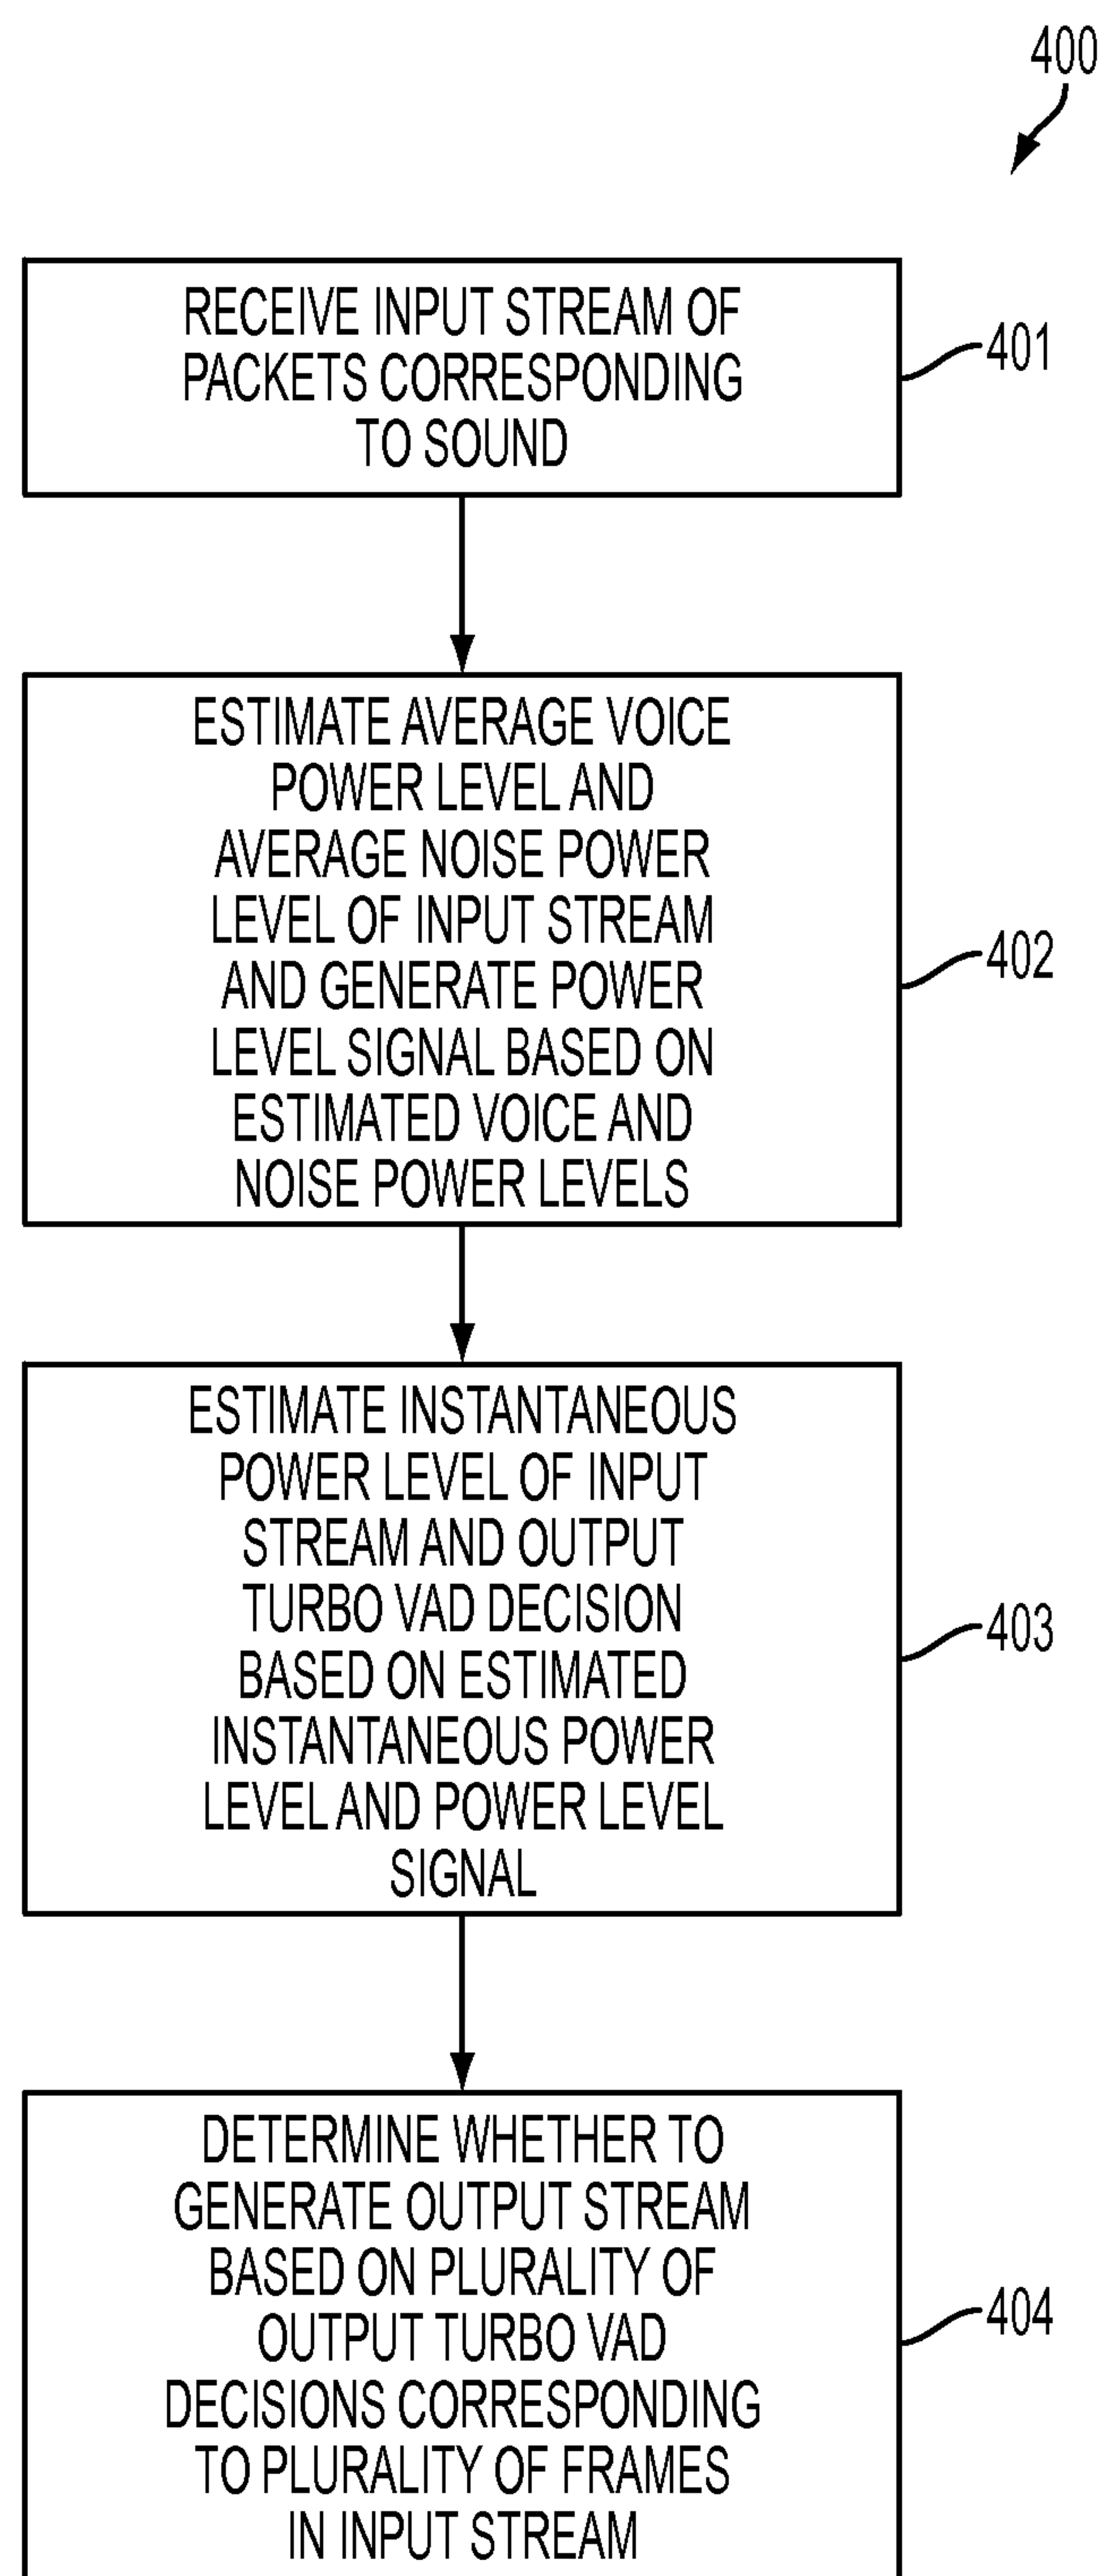 400
RECEIVE INPUT STREAM OF
PACKETS CORRESPONDING
TO SOUND
401
ESTIMATE AVERAGE VOICE
POWER LEVEL AND
AVERAGE NOISE POWER
LEVEL OF INPUT STREAM
AND GENERATE POWER
LEVEL SIGNAL BASED ON
ESTIMATED VOICE AND
NOISE POWER LEVELS
402
ESTIMATE INSTANTANEOUS
POWER LEVEL OF INPUT
STREAM AND OUTPUT
TURBO VAD DECISION
BASED ON ESTIMATED
INSTANTANEOUS POWER
LEVEL AND POWER LEVEL
SIGNAL
403
DETERMINE WHETHER TO
GENERATE OUTPUT STREAM
BASED ON PLURALITY OF
OUTPUT TURBO VAD
DECISIONS CORRESPONDING
TO PLURALITY OF FRAMES
IN INPUT STREAM
404